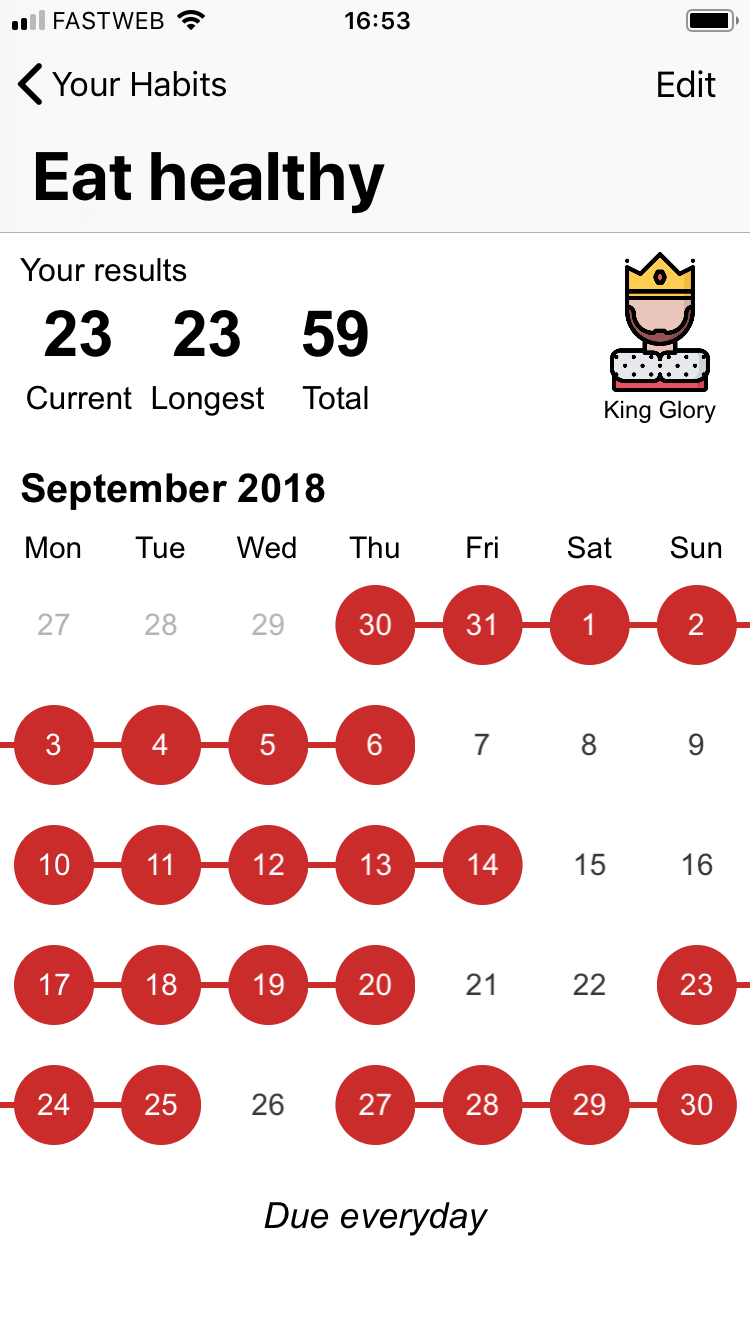 FASTWEB 16:53
Your Habits Edit
Eat healthy
Your results
23 23 59
Current Longest Total
King Glory
September 2018
Mon Tue Wed Thu Fri Sat Sun
27 28 29 30 31 1 2
3 4 5 6 7 8 9
10 11 12 13 14 15 16
17 18 19 20 21 22 23
24 25 26 27 28 29 30
Due everyday